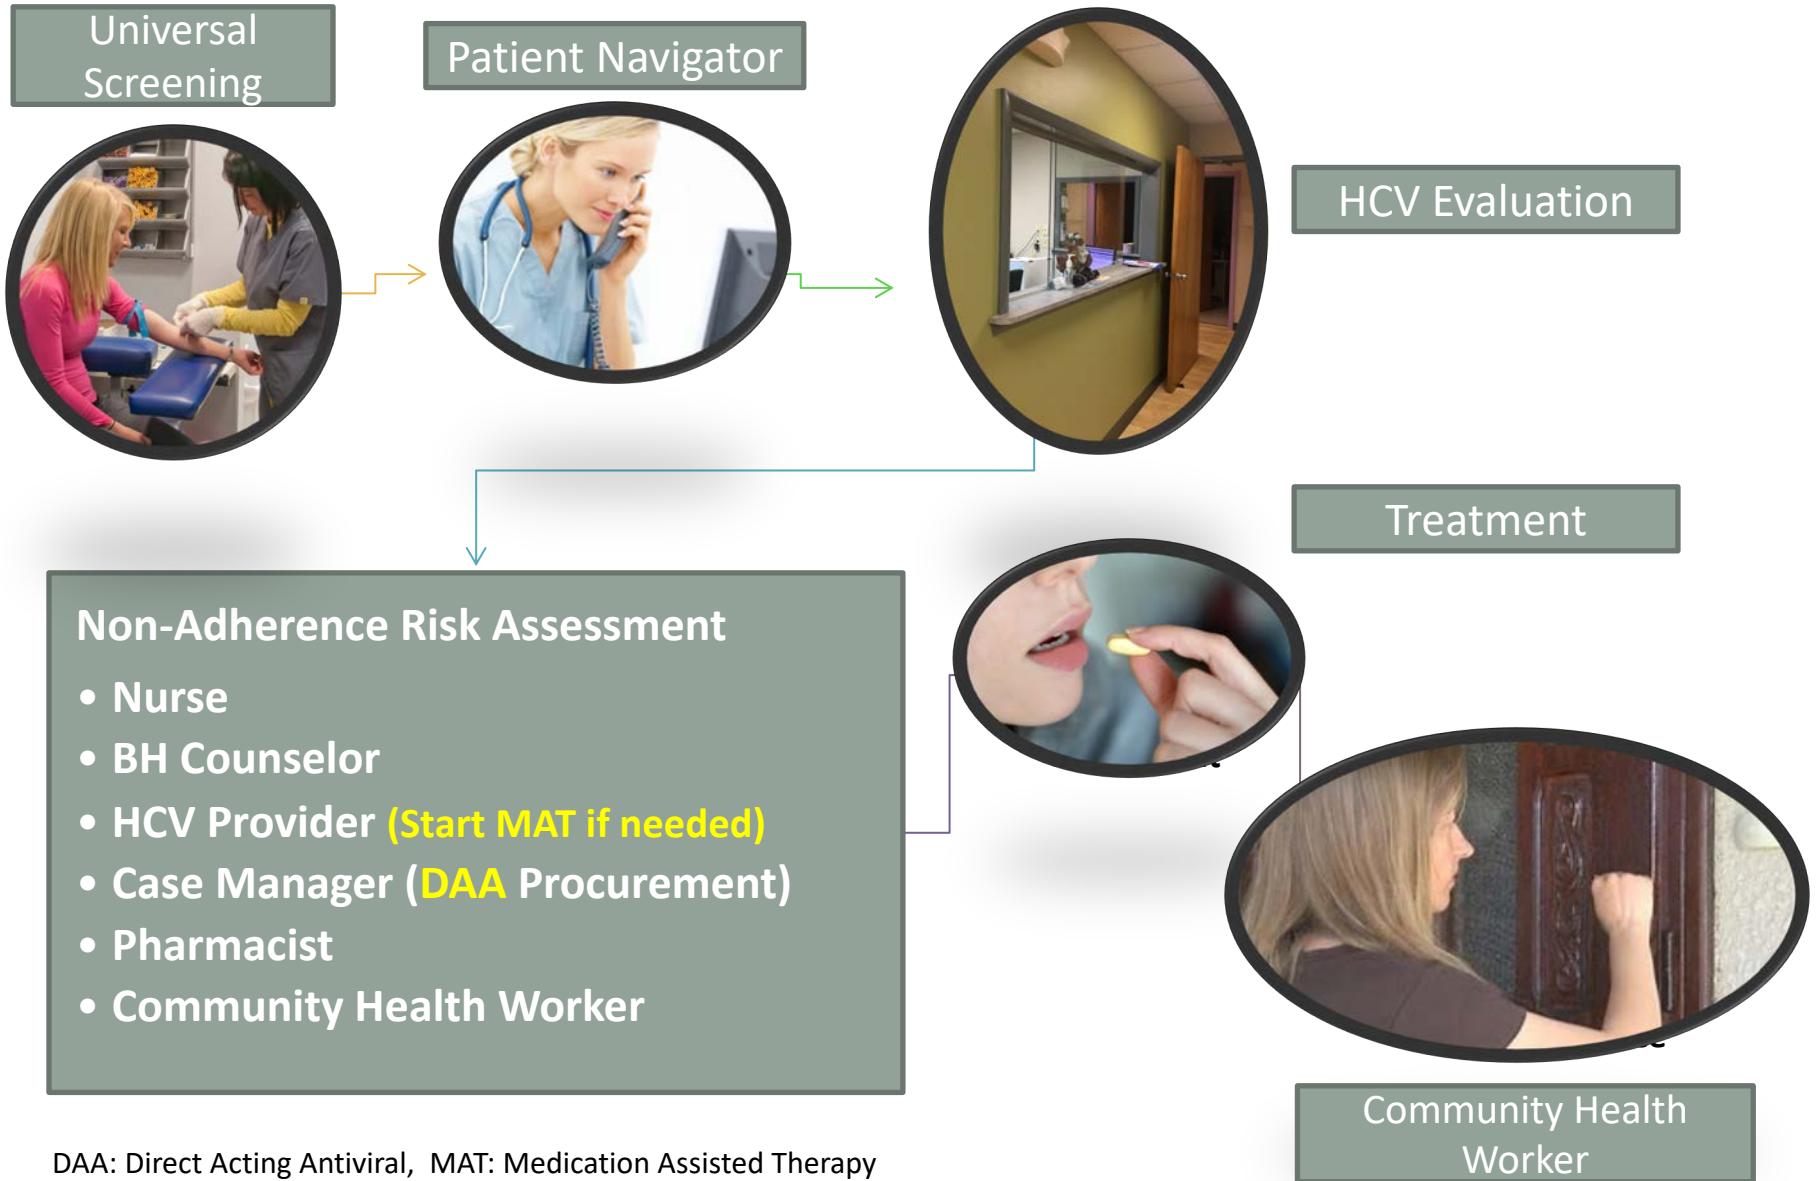 Universal
Screening
Patient Navigator
HCV Evaluation
Treatment
Non-Adherence Risk Assessment
• Nurse
• BH Counselor
• HCV Provider (Start MAT if needed)
• Case Manager (DAA Procurement)
• Pharmacist
• Community Health Worker
Community Health
Worker
DAA: Direct Acting Antiviral, MAT: Medication Assisted Therapy